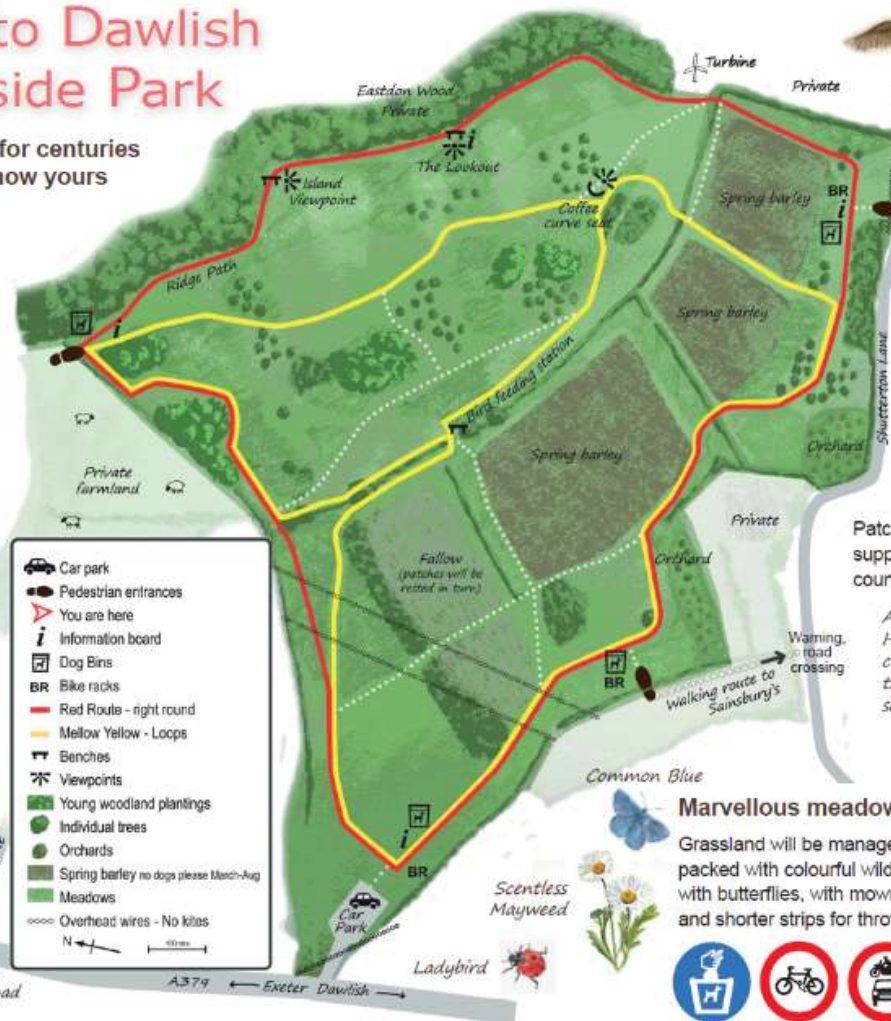 to Dawlish
side Park
for centuries
now yours
Turbine
Private
Eastdon Wood
Private
The Lookout
i
Island
Viewpoint
Coffee
curve seat
Spring barley
BR
i
Ridge Path
i
Spring barley
Bird feeding station
Shutterton Lane
Private
farmland
Spring barley
Orchard
Private
Fallow
(patches will be
rested in turn)
Orchard
Patc
supp
coun
Warning,
road
crossing
BR
Walking route to
Sainsbury's
Car park
Pedestrian entrances
You are here
i Information board
Dog Bins
BR Bike racks
Red Route - right round
Mellow Yellow - Loops
Benches
Viewpoints
Young woodland plantings
Individual trees
Orchards
Spring barley no dogs please March-Aug
Meadows
Overhead wires - No kites
N
Common Blue
i
BR
Car
Park
Scentless
Mayweed
Ladybird
Marvellous meadow
Grassland will be manage
packed with colourful wild
with butterflies, with mow
and shorter strips for throw
A379 Exeter Dawlish